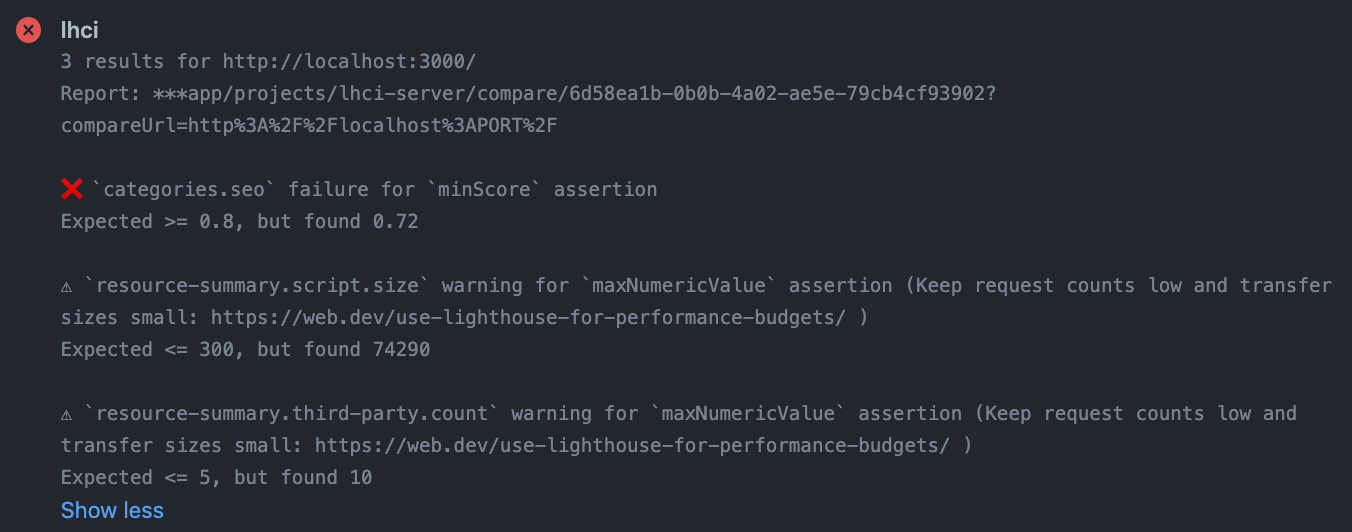 lhci
3 results for http://localhost:3000/
Report: ***app/projects/lhci-server/compare/6d58ea1b-0b0b-4a02-ae5e-79cb4cf93902?
compareUrl=http%3A%2F%2Flocalhost%3APORT%2F
❌ `categories.seo` failure for `minScore` assertion
Expected >= 0.8, but found 0.72
⚠ `resource-summary.script.size` warning for `maxNumericValue` assertion (Keep request counts low and transfer
sizes small: https://web.dev/use-lighthouse-for-performance-budgets/ )
Expected <= 300, but found 74290
⚠ `resource-summary.third-party.count` warning for `maxNumericValue` assertion (Keep request counts low and
transfer sizes small: https://web.dev/use-lighthouse-for-performance-budgets/ )
Expected <= 5, but found 10
Show less